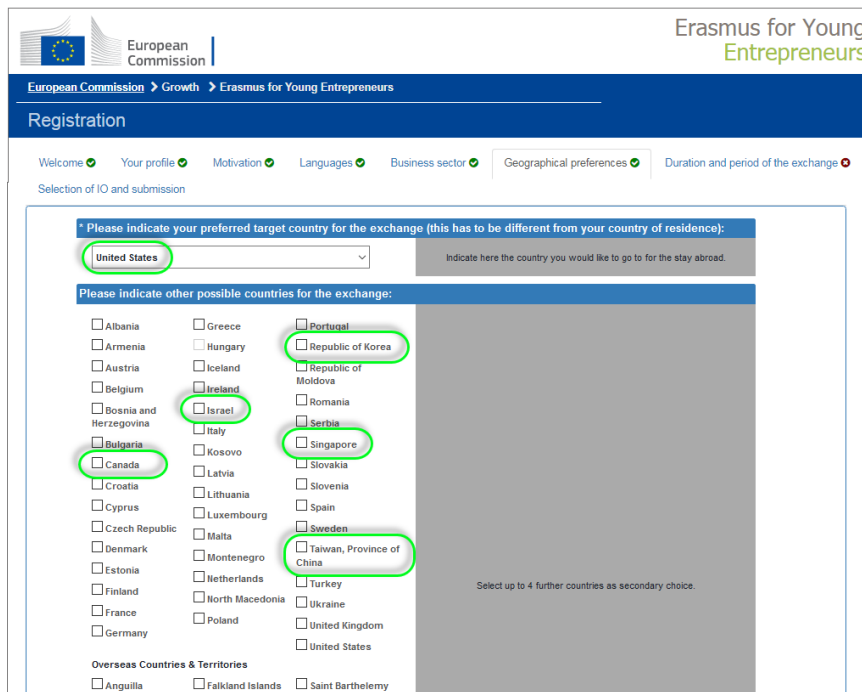 European
Commission
Erasmus for Young
Entrepreneurs
European Commission > Growth > Erasmus for Young Entrepreneurs
Registration
Welcome Your profile Motivation Languages Business sector Geographical preferences Duration and period of the exchange
Selection of IO and submission
* Please indicate your preferred target country for the exchange (this has to be different from your country of residence):
United States
Indicate here the country you would like to go to for the stay abroad.
Please indicate other possible countries for the exchange:
Albania
Armenia
Austria
Belgium
Bosnia and
Herzegovina
Bulgaria
Canada
Croatia
Cyprus
Czech Republic
Denmark
Estonia
Finland
France
Germany
Greece
Hungary
Iceland
Ireland
Israel
Italy
Kosovo
Latvia
Lithuania
Luxembourg
Malta
Montenegro
Netherlands
North Macedonia
Poland
Portugal
Republic of Korea
Republic of
Moldova
Romania
Serbia
Singapore
Slovakia
Slovenia
Spain
Sweden
Taiwan, Province of
China
Turkey
Ukraine
United Kingdom
United States
Select up to 4 further countries as secondary choice.
Overseas Countries & Territories
Anguilla Falkland Islands Saint Barthelemy